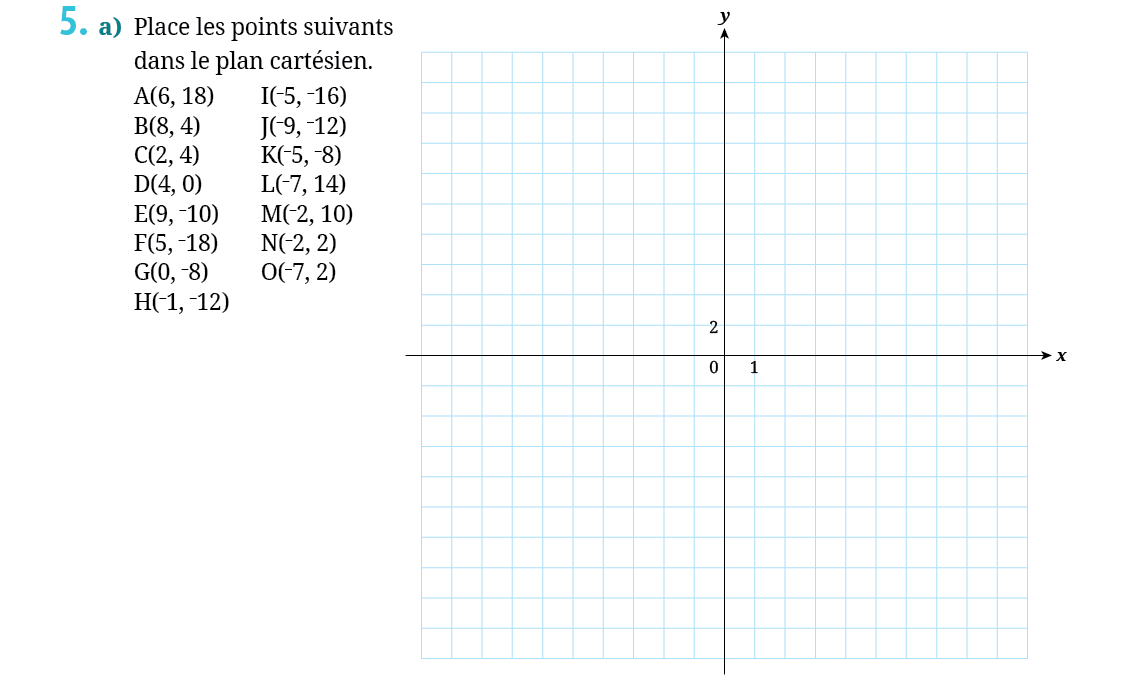 5. a) Place les points suivants
dans le plan cartésien.
A(6, 18) I(⁻5, ⁻16)
B(8, 4) J(⁻9, ⁻12)
C(2, 4) K(⁻5, ⁻8)
D(4, 0) L(⁻7, 14)
E(9, ⁻10) M(⁻2, 10)
F(5, ⁻18) N(⁻2, 2)
G(0, ⁻8) O(⁻7, 2)
H(⁻1, ⁻12)
y
2
0 1
x